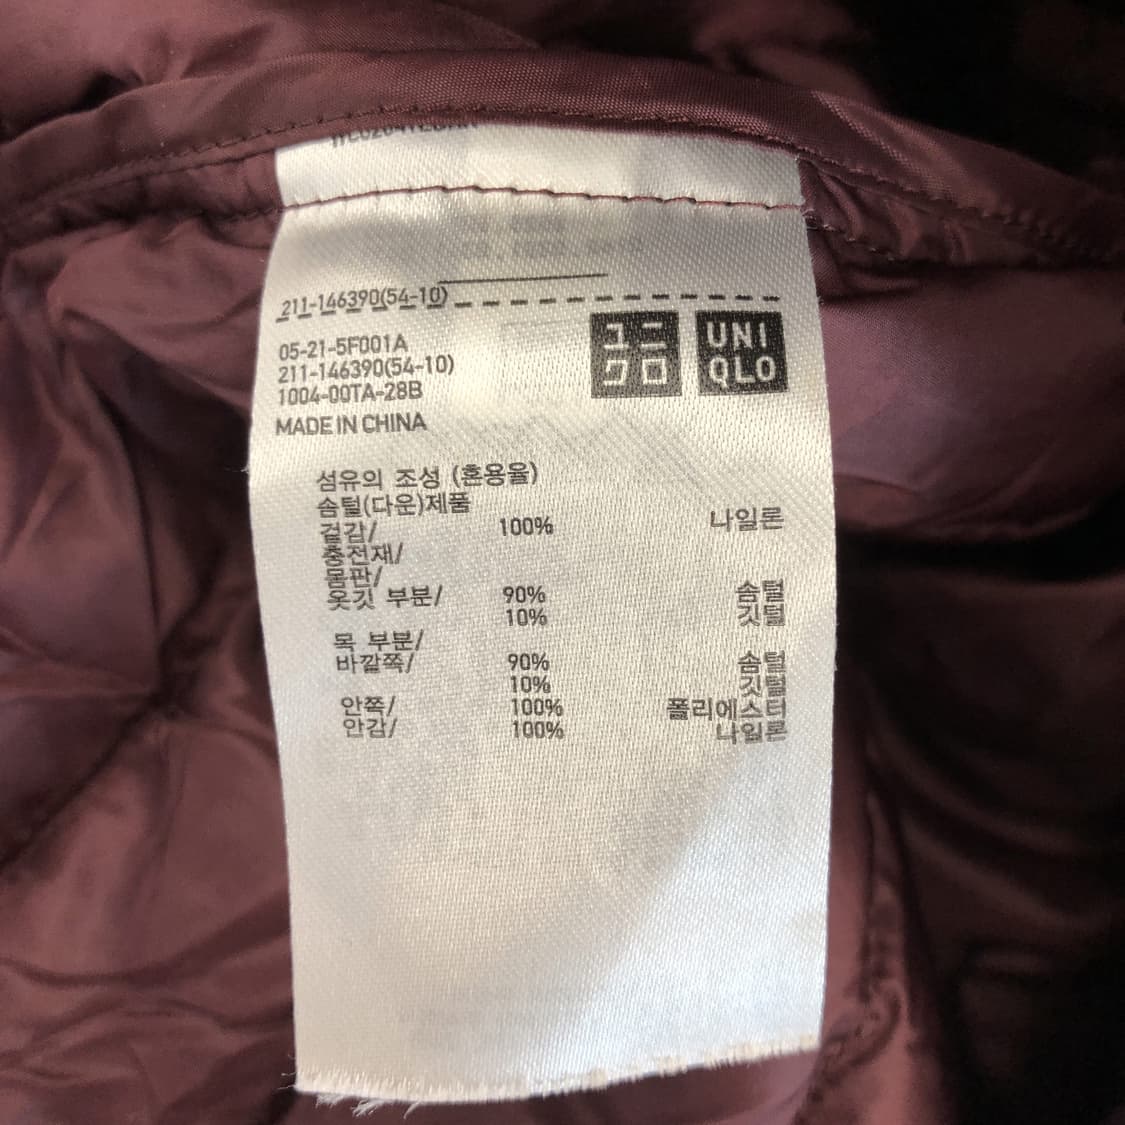 211-146390(54-10)
ユニ
クロ
UNI
QLO
05-21-5F001A
211-146390(54-10)
1004-00TA-28B
MADE IN CHINA
섬유의 조성 (혼용율)
솜털(다운)제품
겉감/ 100% 나일론
충전재/
몸판/
옷깃 부분/ 90% 솜털
10% 깃털
목 부분/
바깥쪽/ 90% 솜털
10% 깃털
안쪽/ 100% 폴리에스터
안감/ 100% 나일론